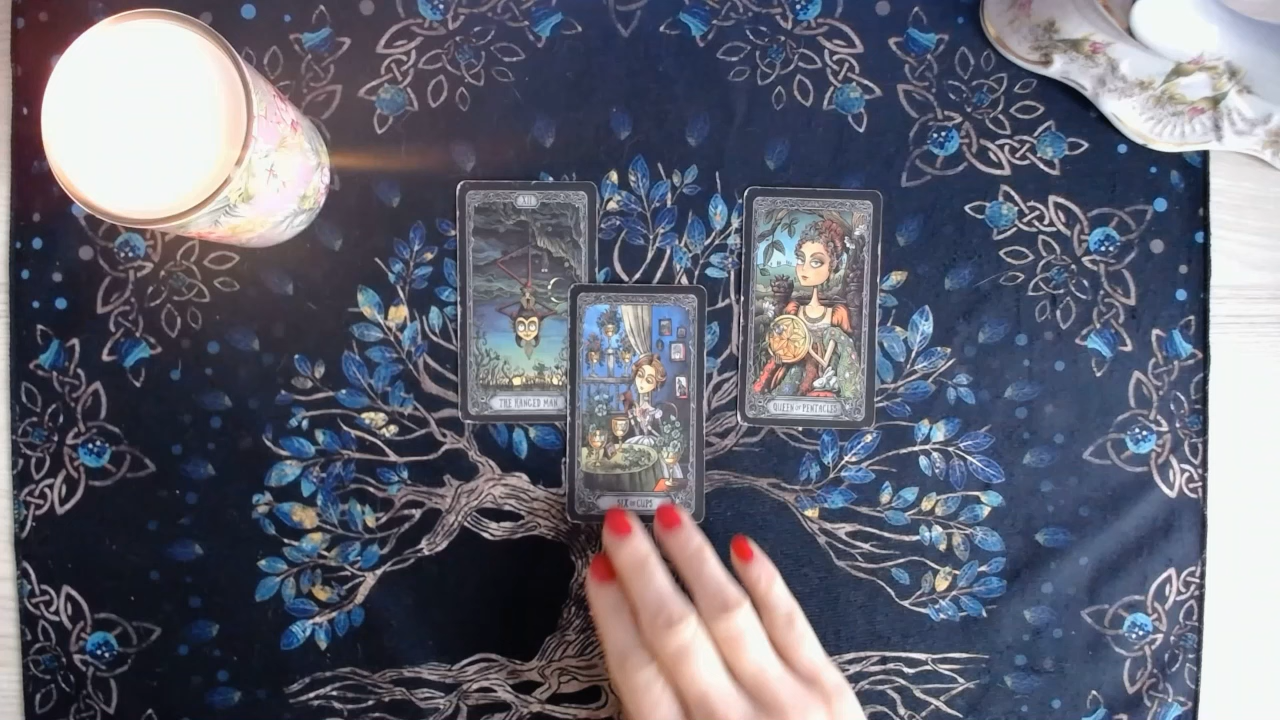 XII
THE HANGED MAN
QUEEN OF PENTACLES
SIX OF CUPS